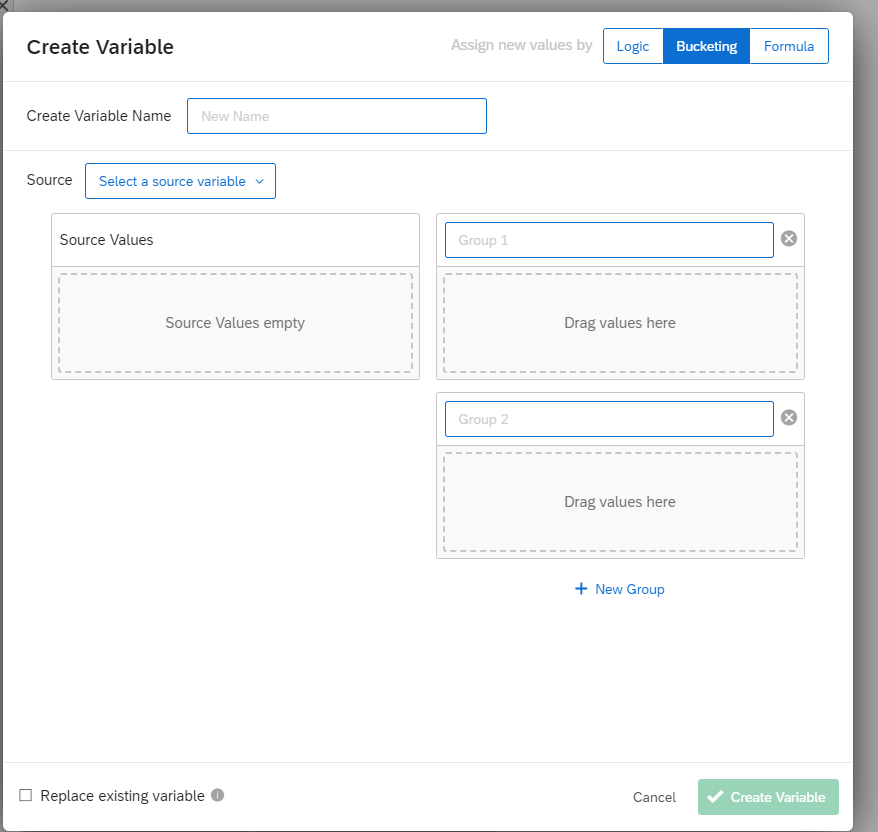 Create Variable
Assign new values by Logic Bucketing Formula
Create Variable Name New Name
Source Select a source variable
Source Values
Source Values empty
Group 1
Drag values here
Group 2
Drag values here
+ New Group
Replace existing variable
Cancel Create Variable